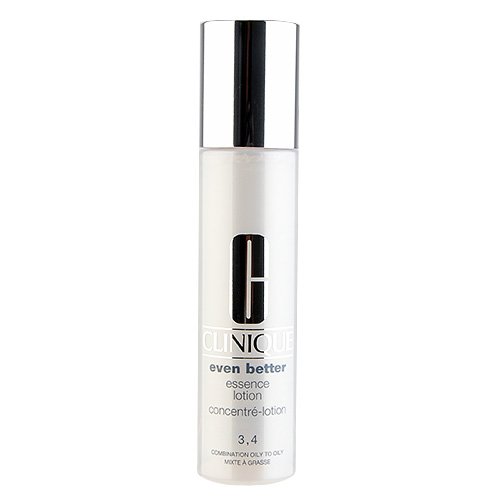 C
CLINIQUE
even better
essence
lotion
concentré-lotion
3,4
COMBINATION OILY TO OILY
MIXTE À GRASSE